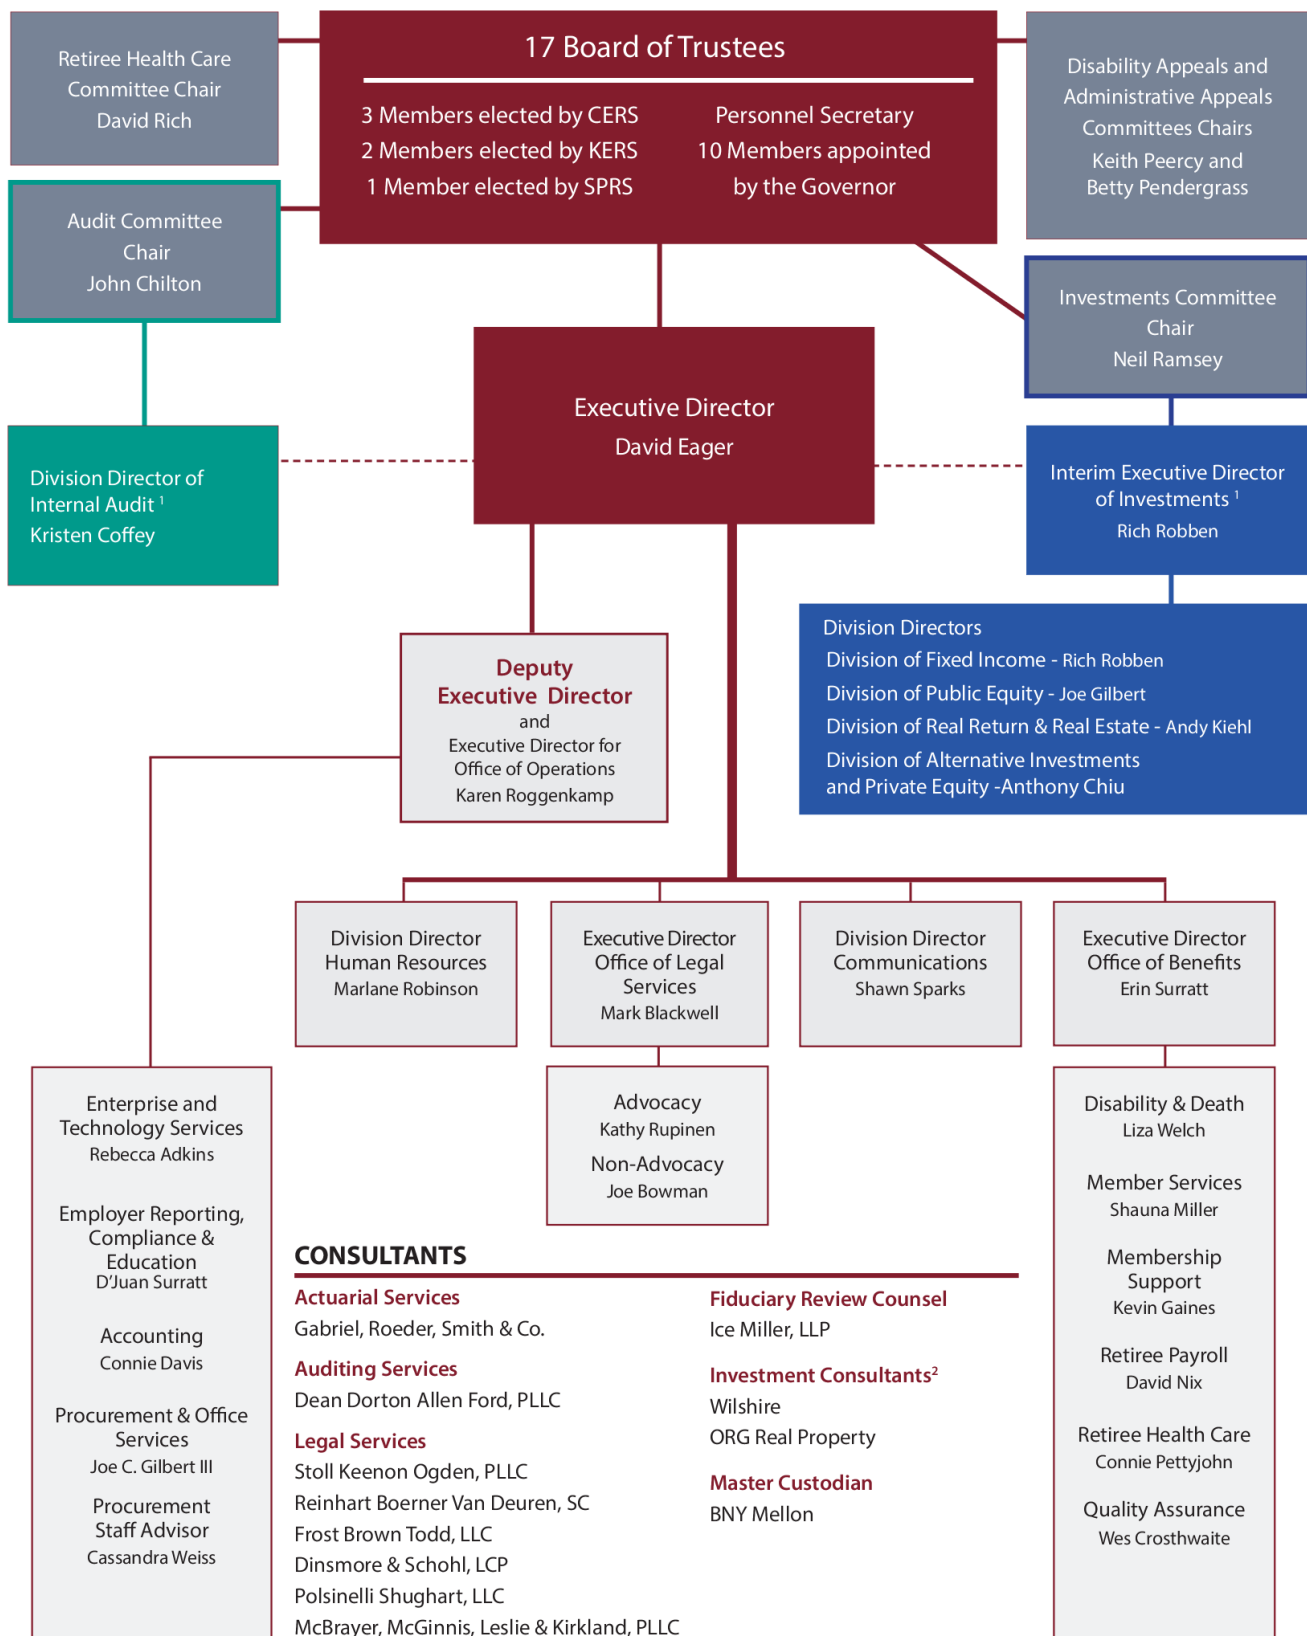 Retiree Health Care
Committee Chair
David Rich
17 Board of Trustees
3 Members elected by CERS
2 Members elected by KERS
1 Member elected by SPRS
Personnel Secretary
10 Members appointed
by the Governor
Disability Appeals and
Administrative Appeals
Committees Chairs
Keith Peercy and
Betty Pendergrass
Audit Committee
Chair
John Chilton
Investments Committee
Chair
Neil Ramsey
Executive Director
David Eager
Division Director of
Internal Audit ¹
Kristen Coffey
Interim Executive Director
of Investments ¹
Rich Robben
Division Directors
Division of Fixed Income - Rich Robben
Division of Public Equity - Joe Gilbert
Division of Real Return & Real Estate - Andy Kiehl
Division of Alternative Investments
and Private Equity -Anthony Chiu
Deputy
Executive Director
and
Executive Director for
Office of Operations
Karen Roggenkamp
Division Director
Human Resources
Marlane Robinson
Executive Director
Office of Legal
Services
Mark Blackwell
Division Director
Communications
Shawn Sparks
Executive Director
Office of Benefits
Erin Surratt
Enterprise and
Technology Services
Rebecca Adkins
Employer Reporting,
Compliance &
Education
D'Juan Surratt
Accounting
Connie Davis
Procurement & Office
Services
Joe C. Gilbert III
Procurement
Staff Advisor
Cassandra Weiss
Advocacy
Kathy Rupinen
Non-Advocacy
Joe Bowman
Disability & Death
Liza Welch
Member Services
Shauna Miller
Membership
Support
Kevin Gaines
Retiree Payroll
David Nix
Retiree Health Care
Connie Pettyjohn
Quality Assurance
Wes Crosthwaite
CONSULTANTS
Actuarial Services
Gabriel, Roeder, Smith & Co.
Auditing Services
Dean Dorton Allen Ford, PLLC
Legal Services
Stoll Keenon Ogden, PLLC
Reinhart Boerner Van Deuren, SC
Frost Brown Todd, LLC
Dinsmore & Schohl, LCP
Polsinelli Shughart, LLC
McBrayer, McGinnis, Leslie & Kirkland, PLLC
Fiduciary Review Counsel
Ice Miller, LLP
Investment Consultants²
Wilshire
ORG Real Property
Master Custodian
BNY Mellon